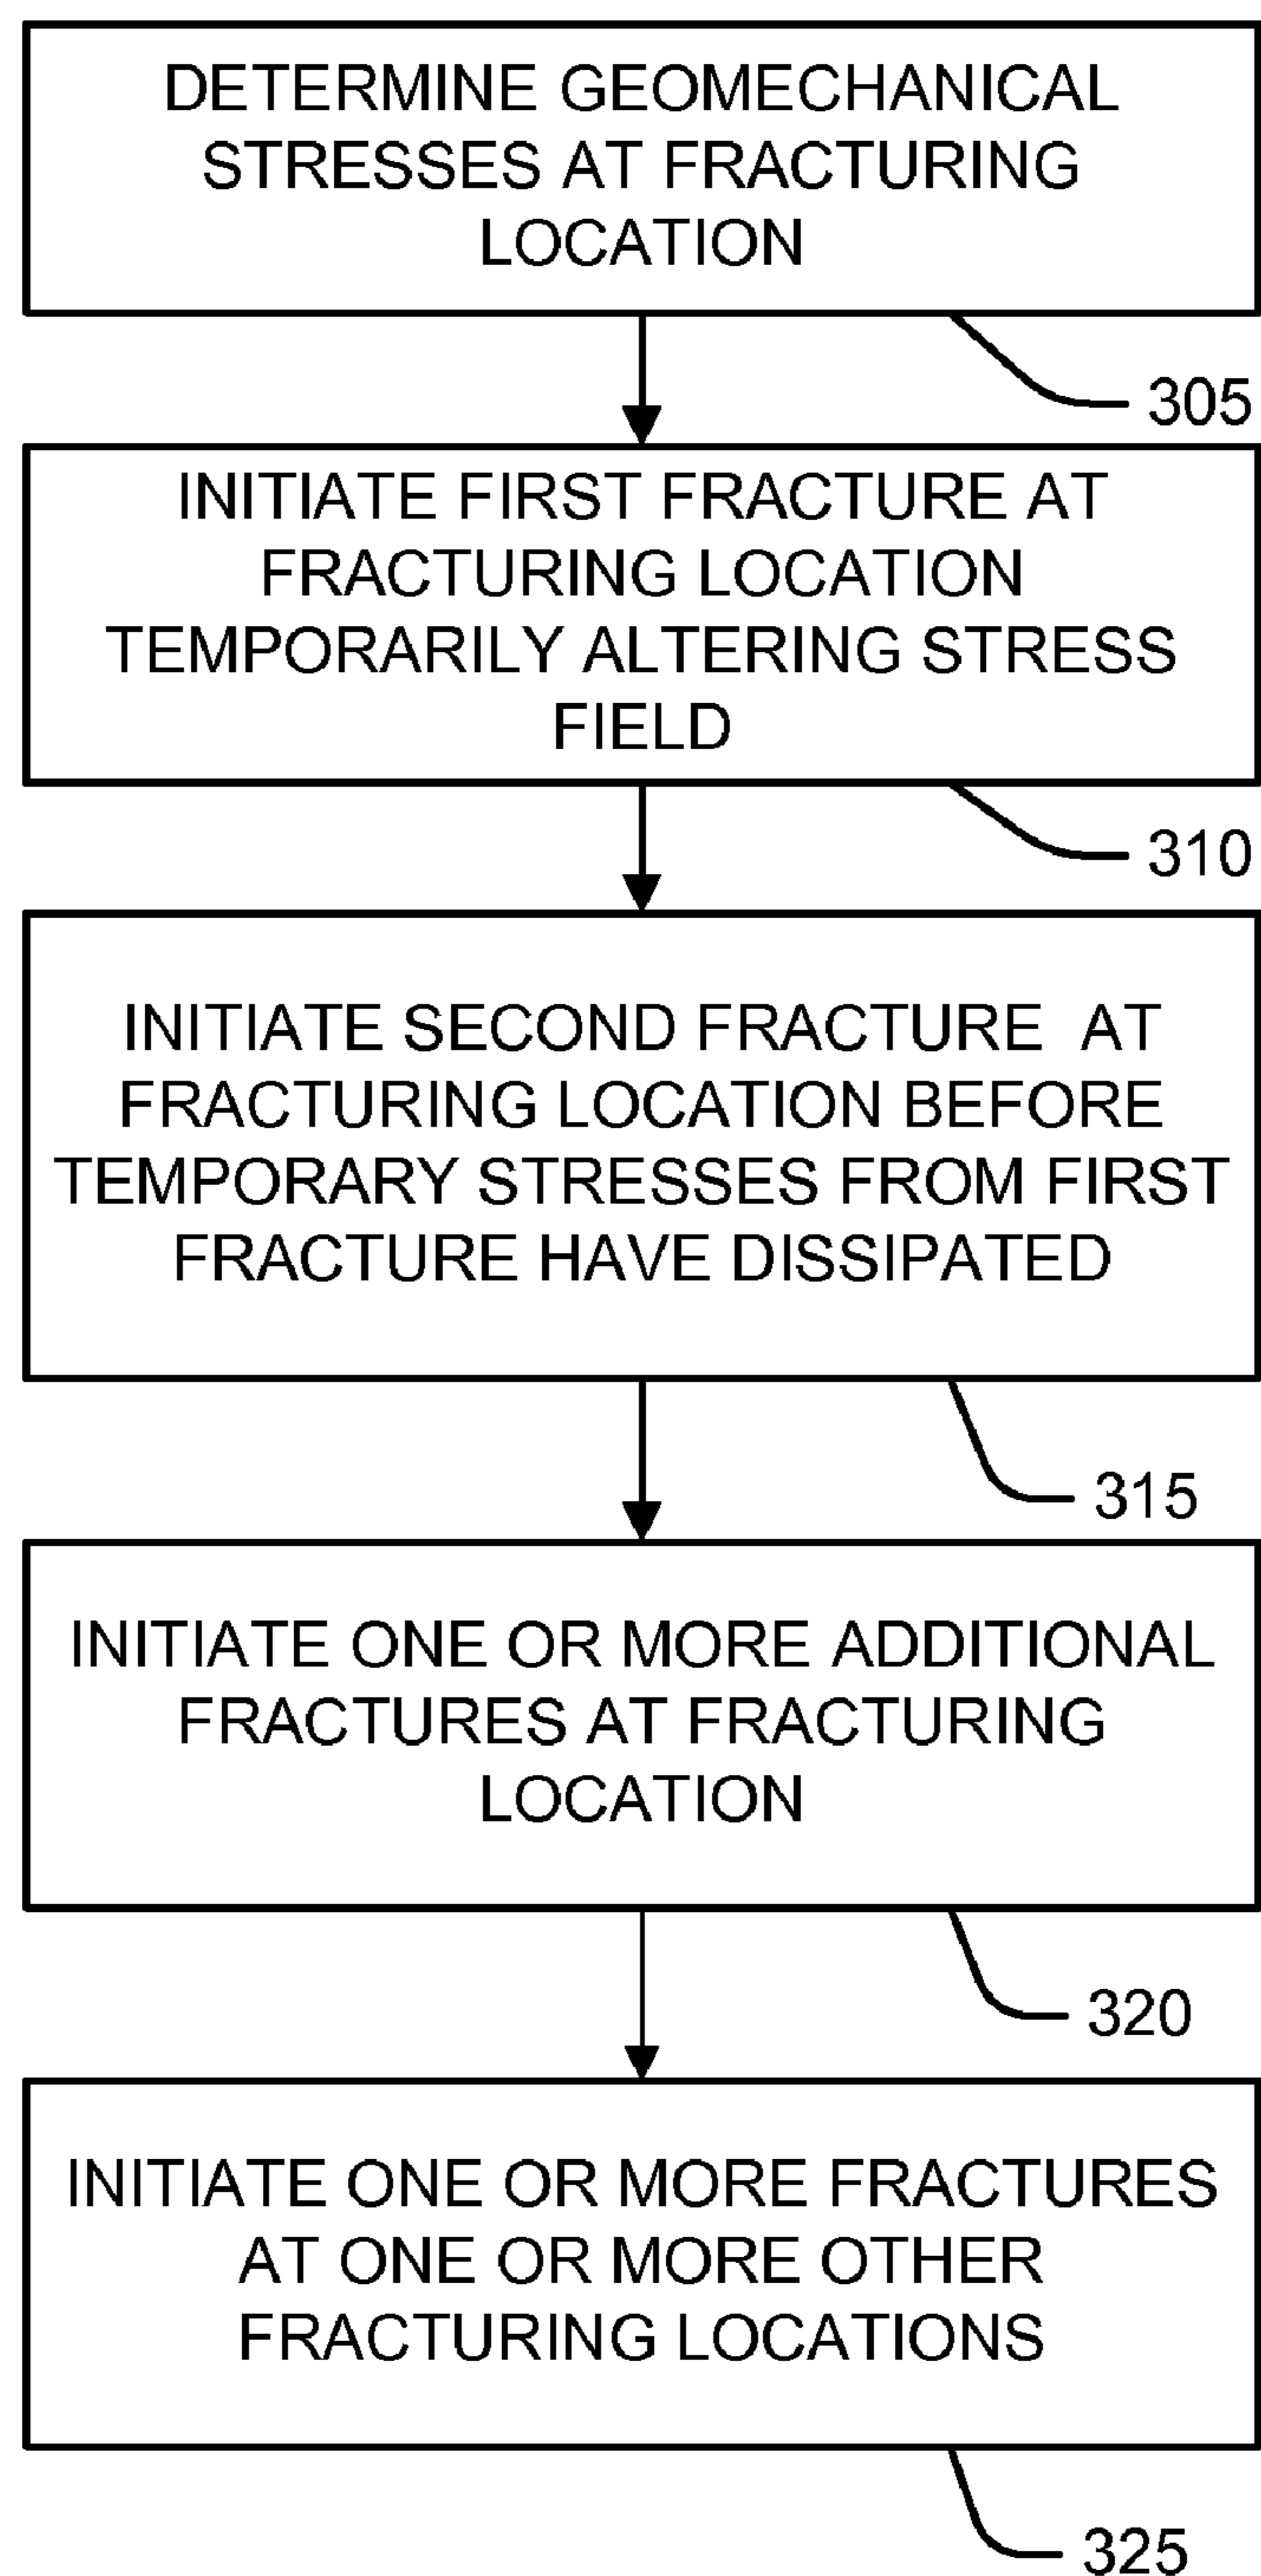 DETERMINE GEOMECHANICAL
STRESSES AT FRACTURING
LOCATION
305
INITIATE FIRST FRACTURE AT
FRACTURING LOCATION
TEMPORARILY ALTERING STRESS
FIELD
310
INITIATE SECOND FRACTURE AT
FRACTURING LOCATION BEFORE
TEMPORARY STRESSES FROM FIRST
FRACTURE HAVE DISSIPATED
315
INITIATE ONE OR MORE ADDITIONAL
FRACTURES AT FRACTURING
LOCATION
320
INITIATE ONE OR MORE FRACTURES
AT ONE OR MORE OTHER
FRACTURING LOCATIONS
325